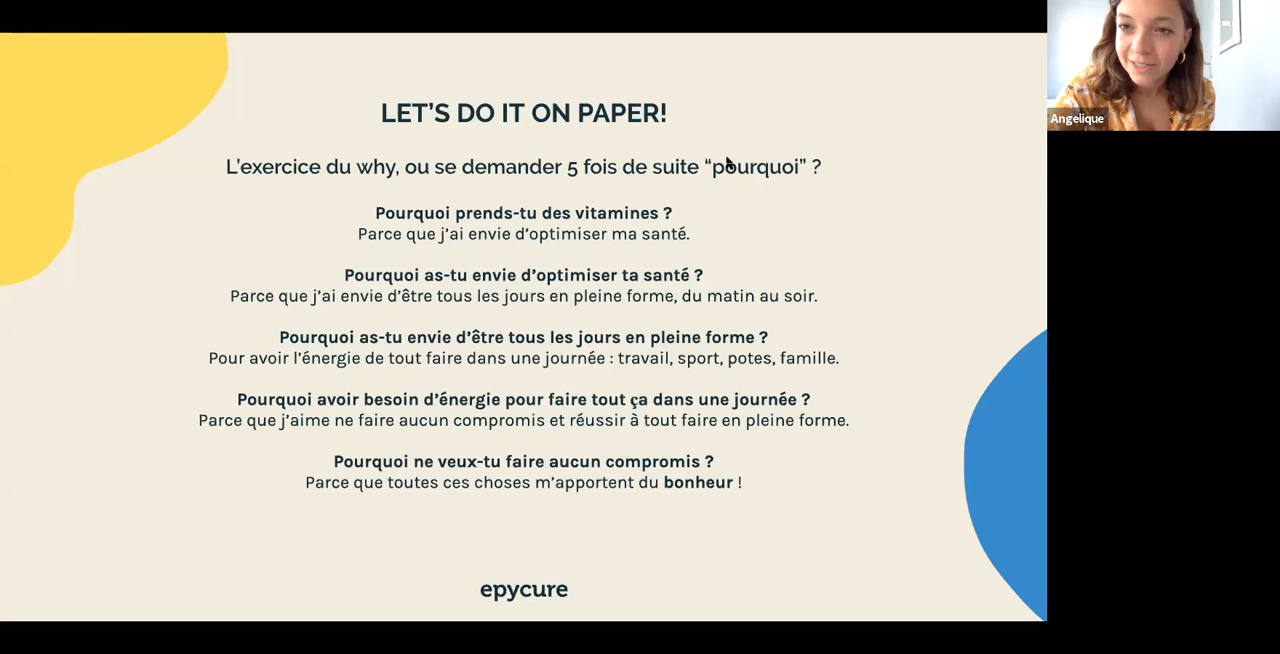 LET’S DO IT ON PAPER!
L’exercice du why, ou se demander 5 fois de suite “pourquoi” ?
Pourquoi prends-tu des vitamines ?
Parce que j’ai envie d’optimiser ma santé.
Pourquoi as-tu envie d’optimiser ta santé ?
Parce que j’ai envie d’être tous les jours en pleine forme, du matin au soir.
Pourquoi as-tu envie d’être tous les jours en pleine forme ?
Pour avoir l’énergie de tout faire dans une journée : travail, sport, potes, famille.
Pourquoi avoir besoin d’énergie pour faire tout ça dans une journée ?
Parce que j’aime ne faire aucun compromis et réussir à tout faire en pleine forme.
Pourquoi ne veux-tu faire aucun compromis ?
Parce que toutes ces choses m’apportent du bonheur !
epycure
Angelique